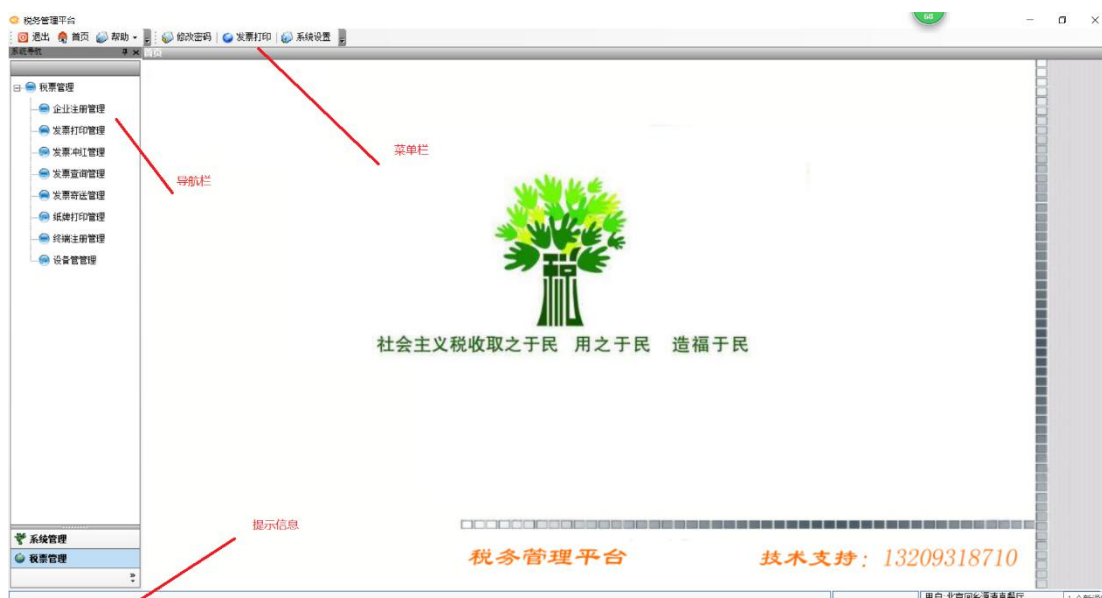 税务管理平台
68
退出 首页 帮助 修改密码 发票打印 系统设置
系统导航
首页
税票管理
企业注册管理
发票打印管理
发票冲红管理
发票查询管理
发票寄送管理
纸牌打印管理
终端注册管理
设备管管理
导航栏
菜单栏
税
社会主义税收取之于民 用之于民 造福于民
提示信息
系统管理
税票管理
税务管理平台 技术支持：13209318710